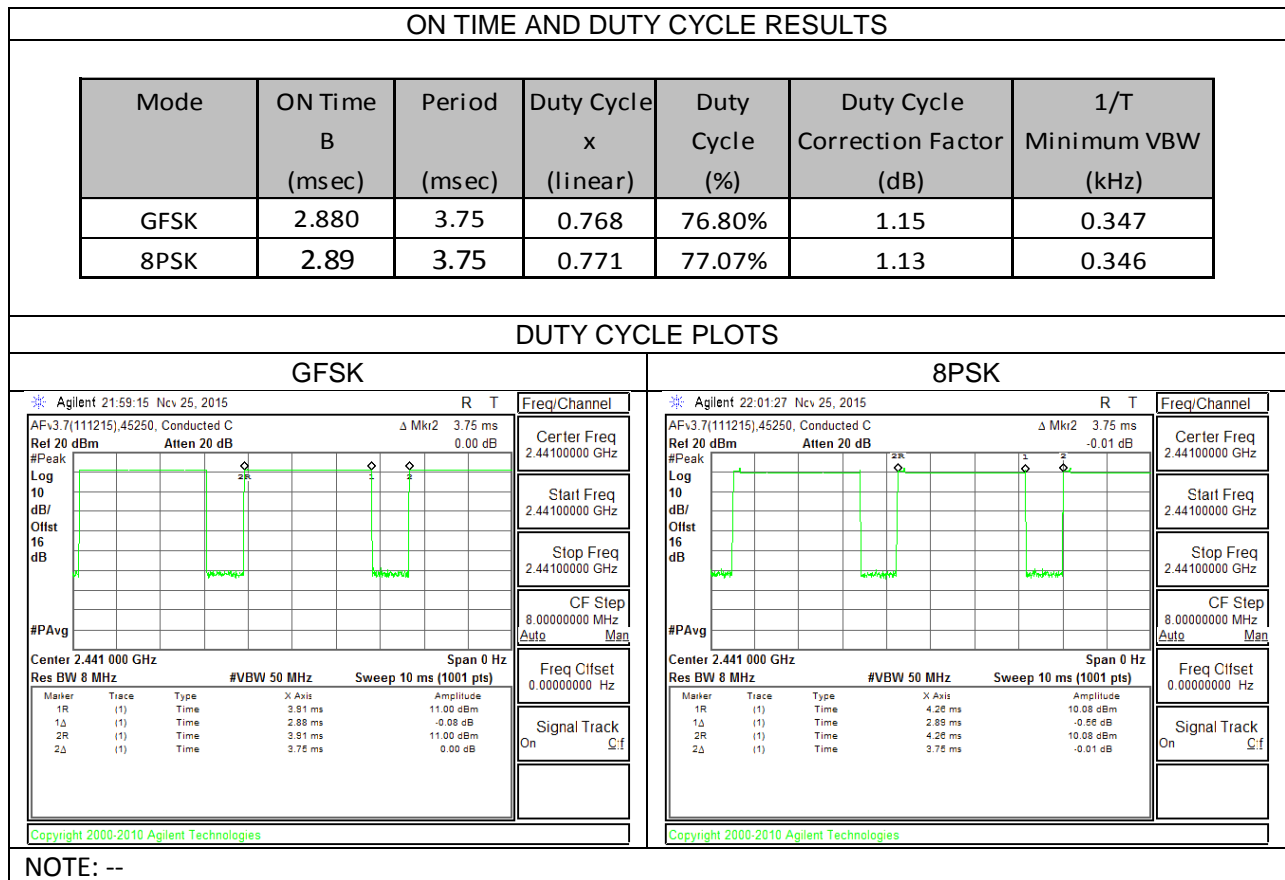 ON TIME AND DUTY CYCLE RESULTS
Mode ON Time Period Duty Cycle Duty Duty Cycle 1/T
B x Cycle Correction Factor Minimum VBW
(msec) (msec) (linear) (%) (dB) (kHz)
GFSK 2.880 3.75 0.768 76.80% 1.15 0.347
8PSK 2.89 3.75 0.771 77.07% 1.13 0.346
DUTY CYCLE PLOTS
GFSK
Agilent 21:59:15 Nov 25, 2015 R T
AFv3.7(111215),45250, Conducted C Δ Mkr2 3.75 ms
Ref 20 dBm Atten 20 dB 0.00 dB
#Peak
Log
10
dB/
Offst
16
dB
2R 1 2
#PAvg
Center 2.441 000 GHz Span 0 Hz
Res BW 8 MHz #VBW 50 MHz Sweep 10 ms (1001 pts)
Marker Trace Type X Axis Amplitude
1R (1) Time 3.91 ms 11.00 dBm
1Δ (1) Time 2.88 ms -0.08 dB
2R (1) Time 3.91 ms 11.00 dBm
2Δ (1) Time 3.75 ms 0.00 dB
Freq/Channel
Center Freq
2.44100000 GHz
Start Freq
2.44100000 GHz
Stop Freq
2.44100000 GHz
CF Step
8.00000000 MHz
Auto Man
Freq Offset
0.00000000 Hz
Signal Track
On Off
Copyright 2000-2010 Agilent Technologies
8PSK
Agilent 22:01:27 Nov 25, 2015 R T
AFv3.7(111215),45250, Conducted C Δ Mkr2 3.75 ms
Ref 20 dBm Atten 20 dB -0.01 dB
#Peak
Log
10
dB/
Offst
16
dB
2R 1 2
#PAvg
Center 2.441 000 GHz Span 0 Hz
Res BW 8 MHz #VBW 50 MHz Sweep 10 ms (1001 pts)
Marker Trace Type X Axis Amplitude
1R (1) Time 4.26 ms 10.08 dBm
1Δ (1) Time 2.89 ms -0.56 dB
2R (1) Time 4.26 ms 10.08 dBm
2Δ (1) Time 3.75 ms -0.01 dB
Freq/Channel
Center Freq
2.44100000 GHz
Start Freq
2.44100000 GHz
Stop Freq
2.44100000 GHz
CF Step
8.00000000 MHz
Auto Man
Freq Offset
0.00000000 Hz
Signal Track
On Off
Copyright 2000-2010 Agilent Technologies
NOTE: --